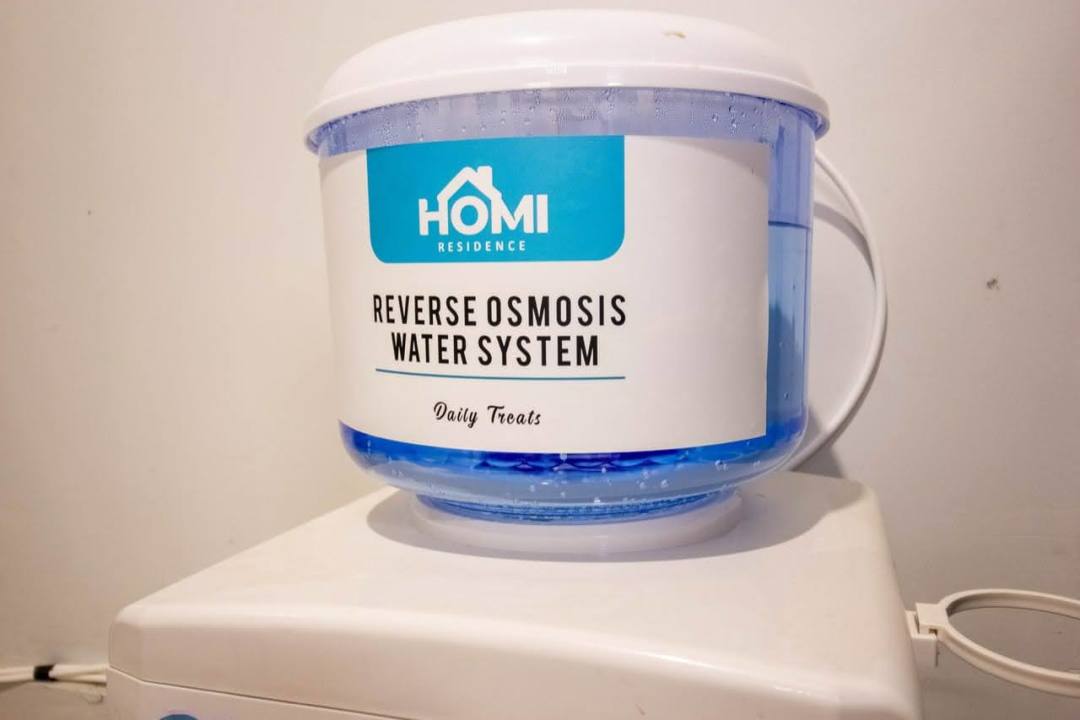 HOMI
RESIDENCE
REVERSE OSMOSIS
WATER SYSTEM
Daily Treats